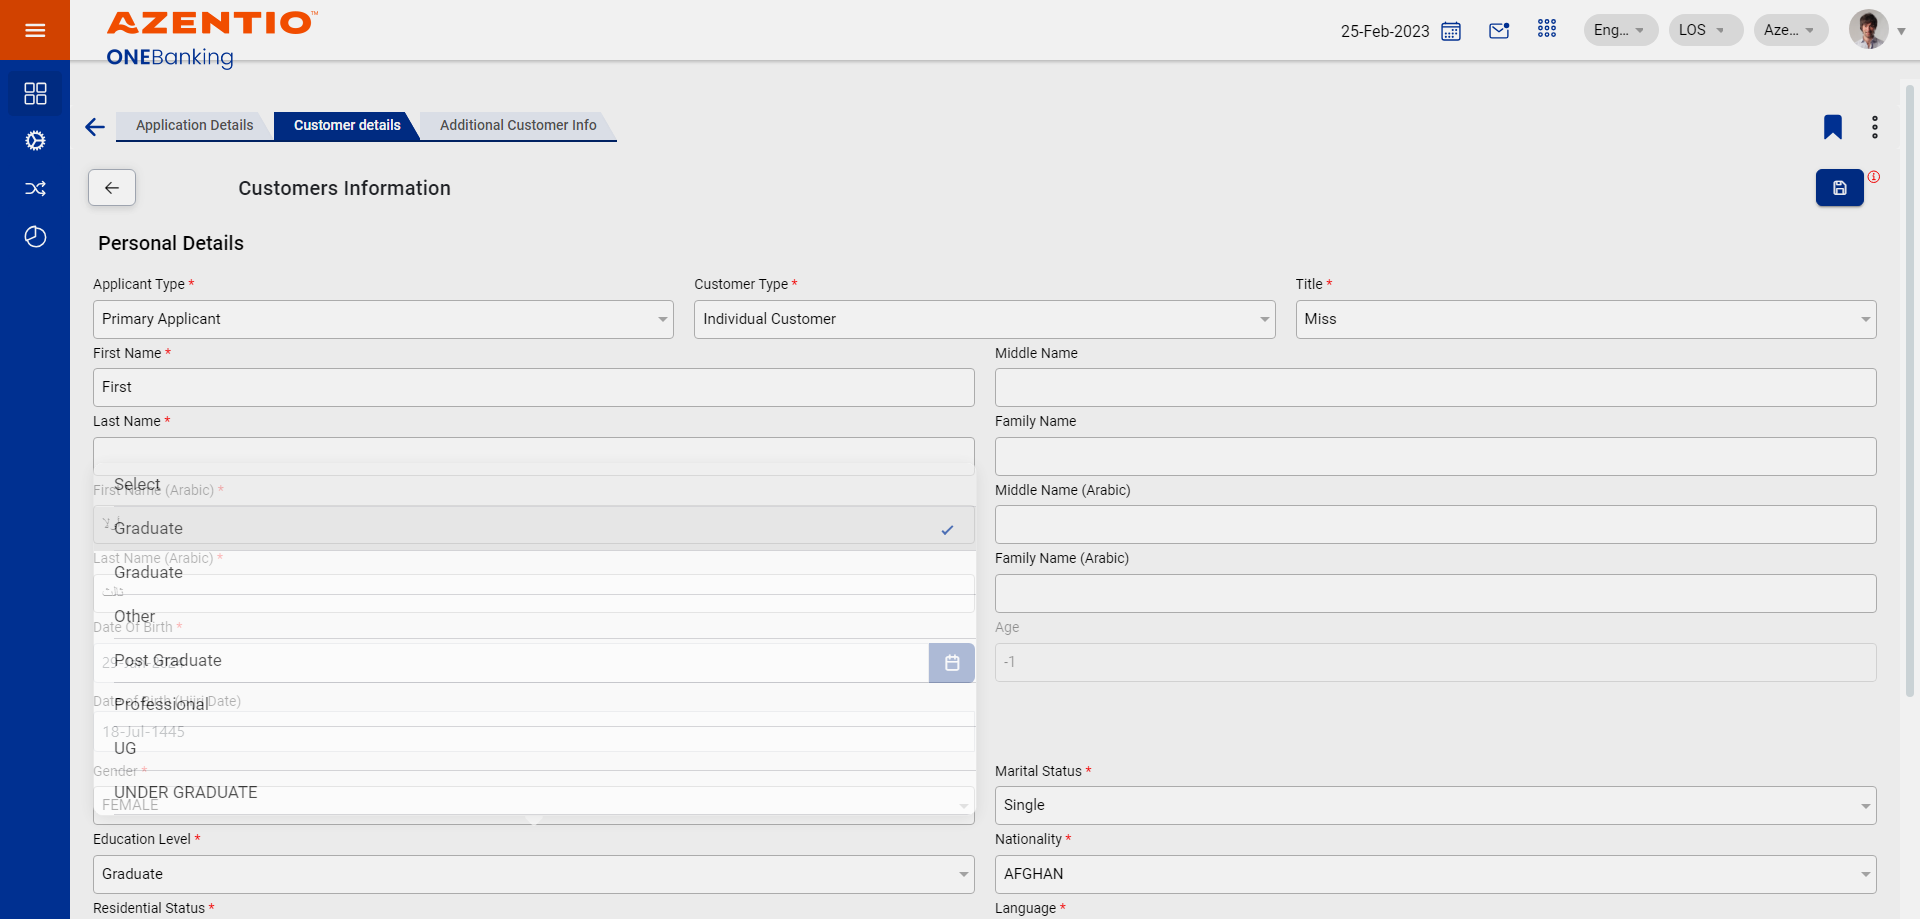 AZENTIO™
ONEBanking
25-Feb-2023
Eng...
LOS
Aze...
Application Details
Customer details
Additional Customer Info
Customers Information
Personal Details
Applicant Type *
Customer Type *
Title *
Primary Applicant
Individual Customer
Miss
First Name *
Middle Name
First
Last Name *
Family Name
Select
First Name (Arabic) *
Middle Name (Arabic)
Graduate
Last Name (Arabic) *
Family Name (Arabic)
Graduate
Other
Date Of Birth *
Age
Post Graduate
-1
Date of Birth (Hijri Date)
Professional
18-Jul-1445
UG
Gender *
Marital Status *
UNDER GRADUATE
FEMALE
Single
Education Level *
Nationality *
Graduate
AFGHAN
Residential Status *
Language *